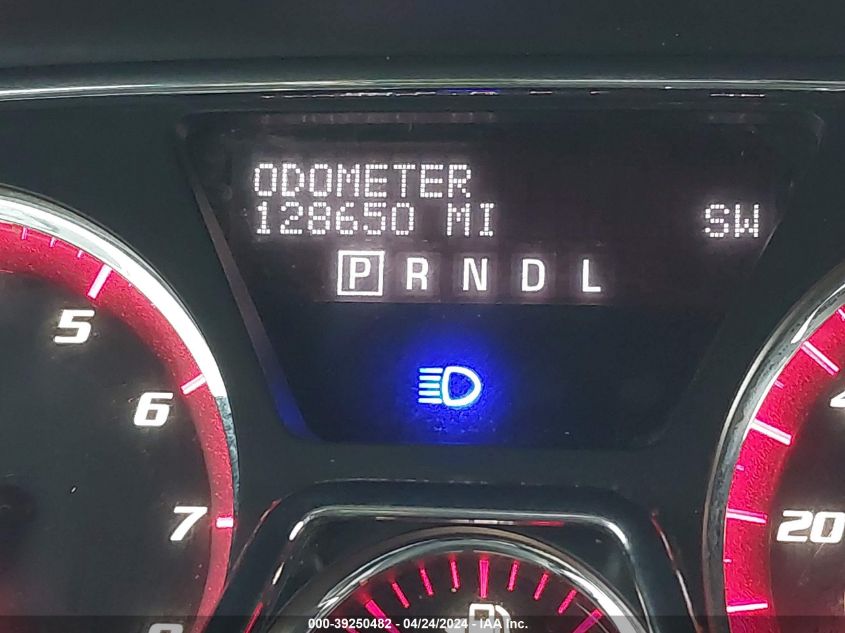 ODOMETER
128650 MI SW
P R N D L
5
6
7
20
000-39250482 - 04/24/2024 - IAA Inc.